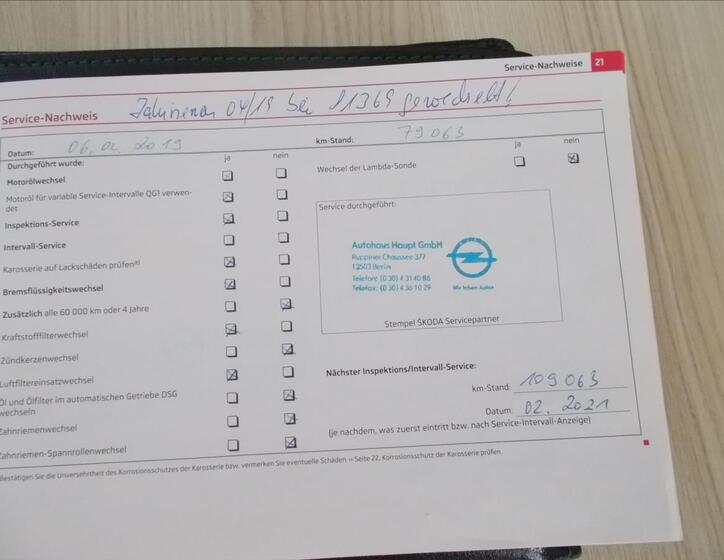 Service-Nachweise 21
Service-Nachweis
04/19 bei 11369
Datum: 06.02.2019 km-Stand: 79 063
Durchgeführt wurde: ja nein ja nein
Motorölwechsel Wechsel der Lambda-Sonde
Motoröl für variable Service-Intervalle QG1 verwen-
det
Inspektions-Service Service durchgeführt:
Intervall-Service
Karosserie auf Lackschäden prüfen
Bremsflüssigkeitswechsel
Zusätzlich alle 60 000 km oder 4 Jahre
Kraftstofffilterwechsel
Zündkerzenwechsel
Luftfiltereinsatzwechsel
Öl und Ölfilter im automatischen Getriebe DSG
wechseln
Zahnriemenwechsel
Zahnriemen-Spannrollenwechsel
Autohaus Haupt GmbH
Ruppiner Chaussee 377
13503 Berlin
Telefon: (0 30) 4 31 40 86
Telefax: (0 30) 4 36 10 29
Wir leben Autos
Stempel ŠKODA Servicepartner
Nächster Inspektions/Intervall-Service:
km-Stand: 109 063
Datum: 02. 2021
(je nachdem, was zuerst eintritt bzw. nach Service-Intervall-Anzeige)
Bestätigen Sie die Unversehrtheit des Korrosionsschutzes der Karosserie bzw. vermerken Sie eventuelle Schäden ⇒ Seite 22, Korrosionsschutz der Karosserie prüfen.